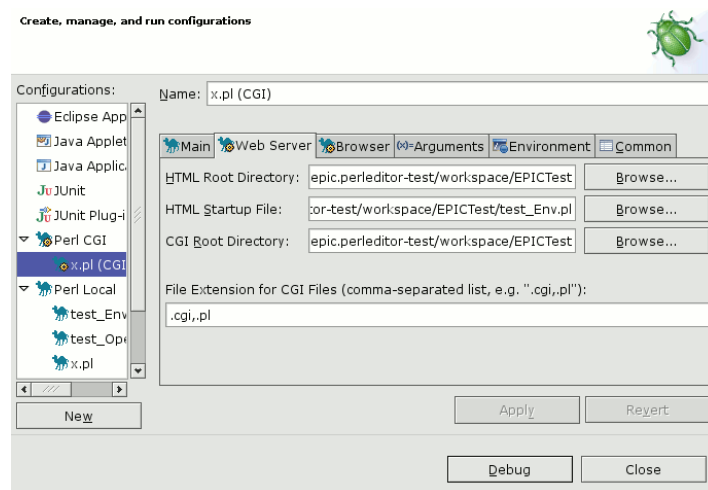 Create, manage, and run configurations
Configurations:
Eclipse App
Java Applet
Java Applic
JUnit
JUnit Plug-i
Perl CGI
x.pl (CGI
Perl Local
test_Env
test_Ope
x.pl
New
Name: x.pl (CGI)
Main Web Server Browser Arguments Environment Common
HTML Root Directory: epic.perleditor-test/workspace/EPICTest Browse...
HTML Startup File: :or-test/workspace/EPICTest/test_Env.pl Browse...
CGI Root Directory: epic.perleditor-test/workspace/EPICTest Browse...
File Extension for CGI Files (comma-separated list, e.g. ".cgi,.pl"):
.cgi,.pl
Apply Revert
Debug Close